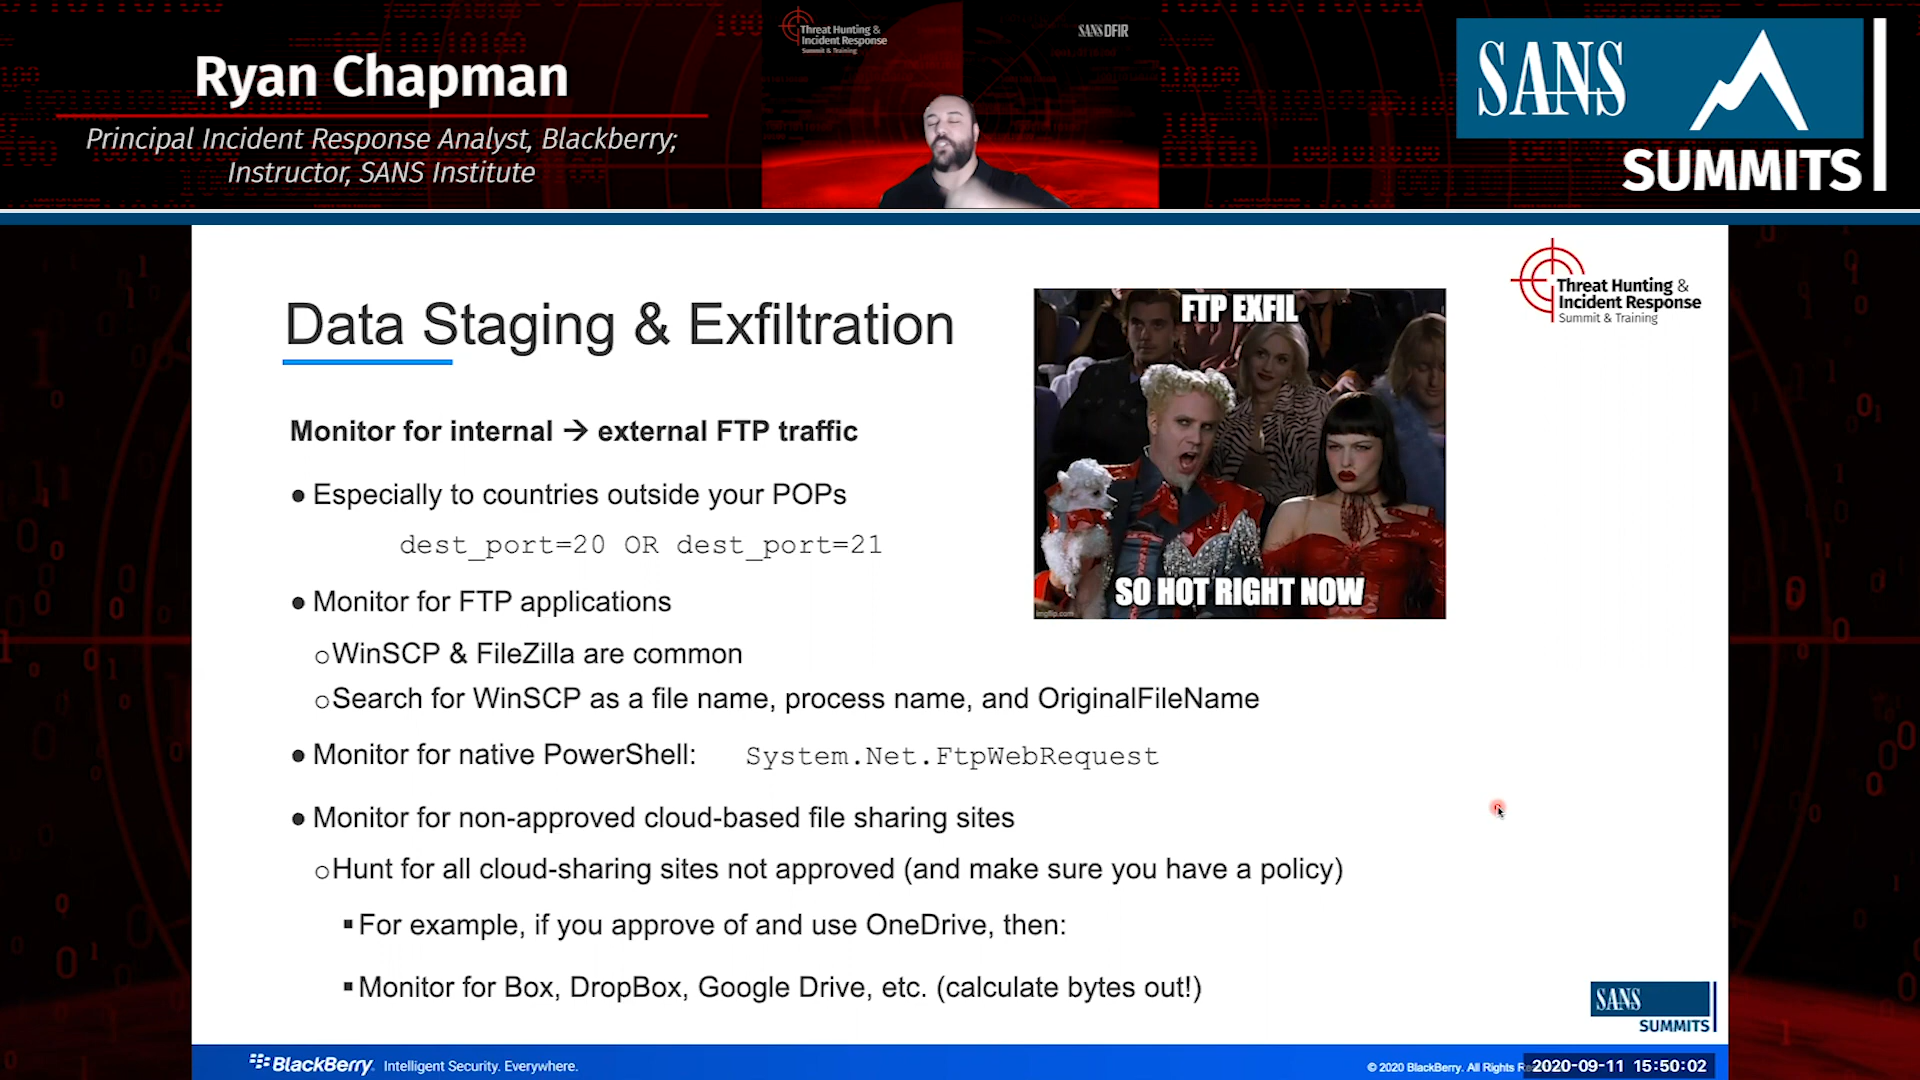 Ryan Chapman
Principal Incident Response Analyst, Blackberry;
Instructor, SANS Institute
Threat Hunting &
Incident Response
Summit & Training
SANS DFIR
SANS
SUMMITS
Threat Hunting &
Incident Response
Summit & Training
Data Staging & Exfiltration
FTP EXFIL
SO HOT RIGHT NOW
imgflip.com
Monitor for internal → external FTP traffic
● Especially to countries outside your POPs
dest_port=20 OR dest_port=21
● Monitor for FTP applications
○WinSCP & FileZilla are common
○Search for WinSCP as a file name, process name, and OriginalFileName
● Monitor for native PowerShell: System.Net.FtpWebRequest
● Monitor for non-approved cloud-based file sharing sites
○Hunt for all cloud-sharing sites not approved (and make sure you have a policy)
▪For example, if you approve of and use OneDrive, then:
▪Monitor for Box, DropBox, Google Drive, etc. (calculate bytes out!)
SANS
SUMMITS
BlackBerry Intelligent Security. Everywhere.
© 2020 BlackBerry. All Rights
2020-09-11 15:50:02